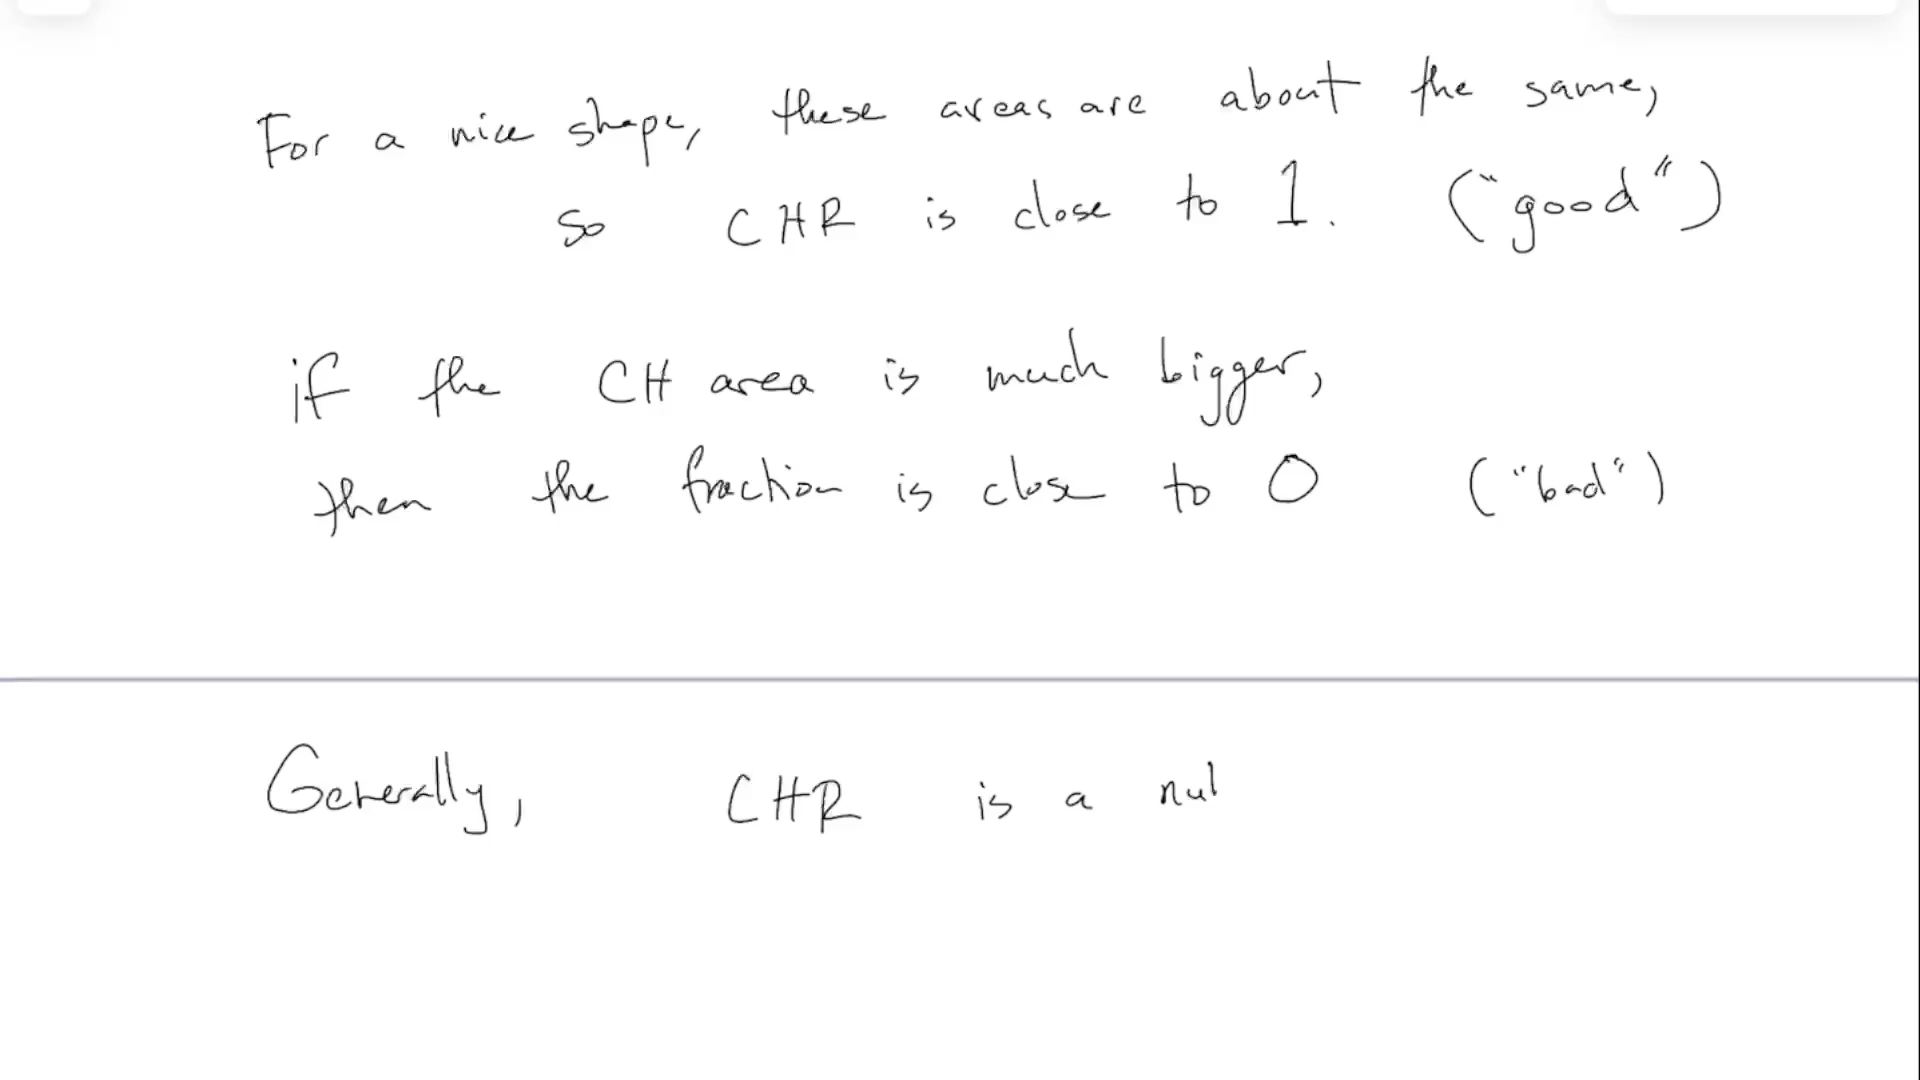 For a nice shape, these areas are about the same,
so CHR is close to 1. ("good")
if the CH area is much bigger,
then the fraction is close to 0 ("bad")
Generally, CHR is a nul